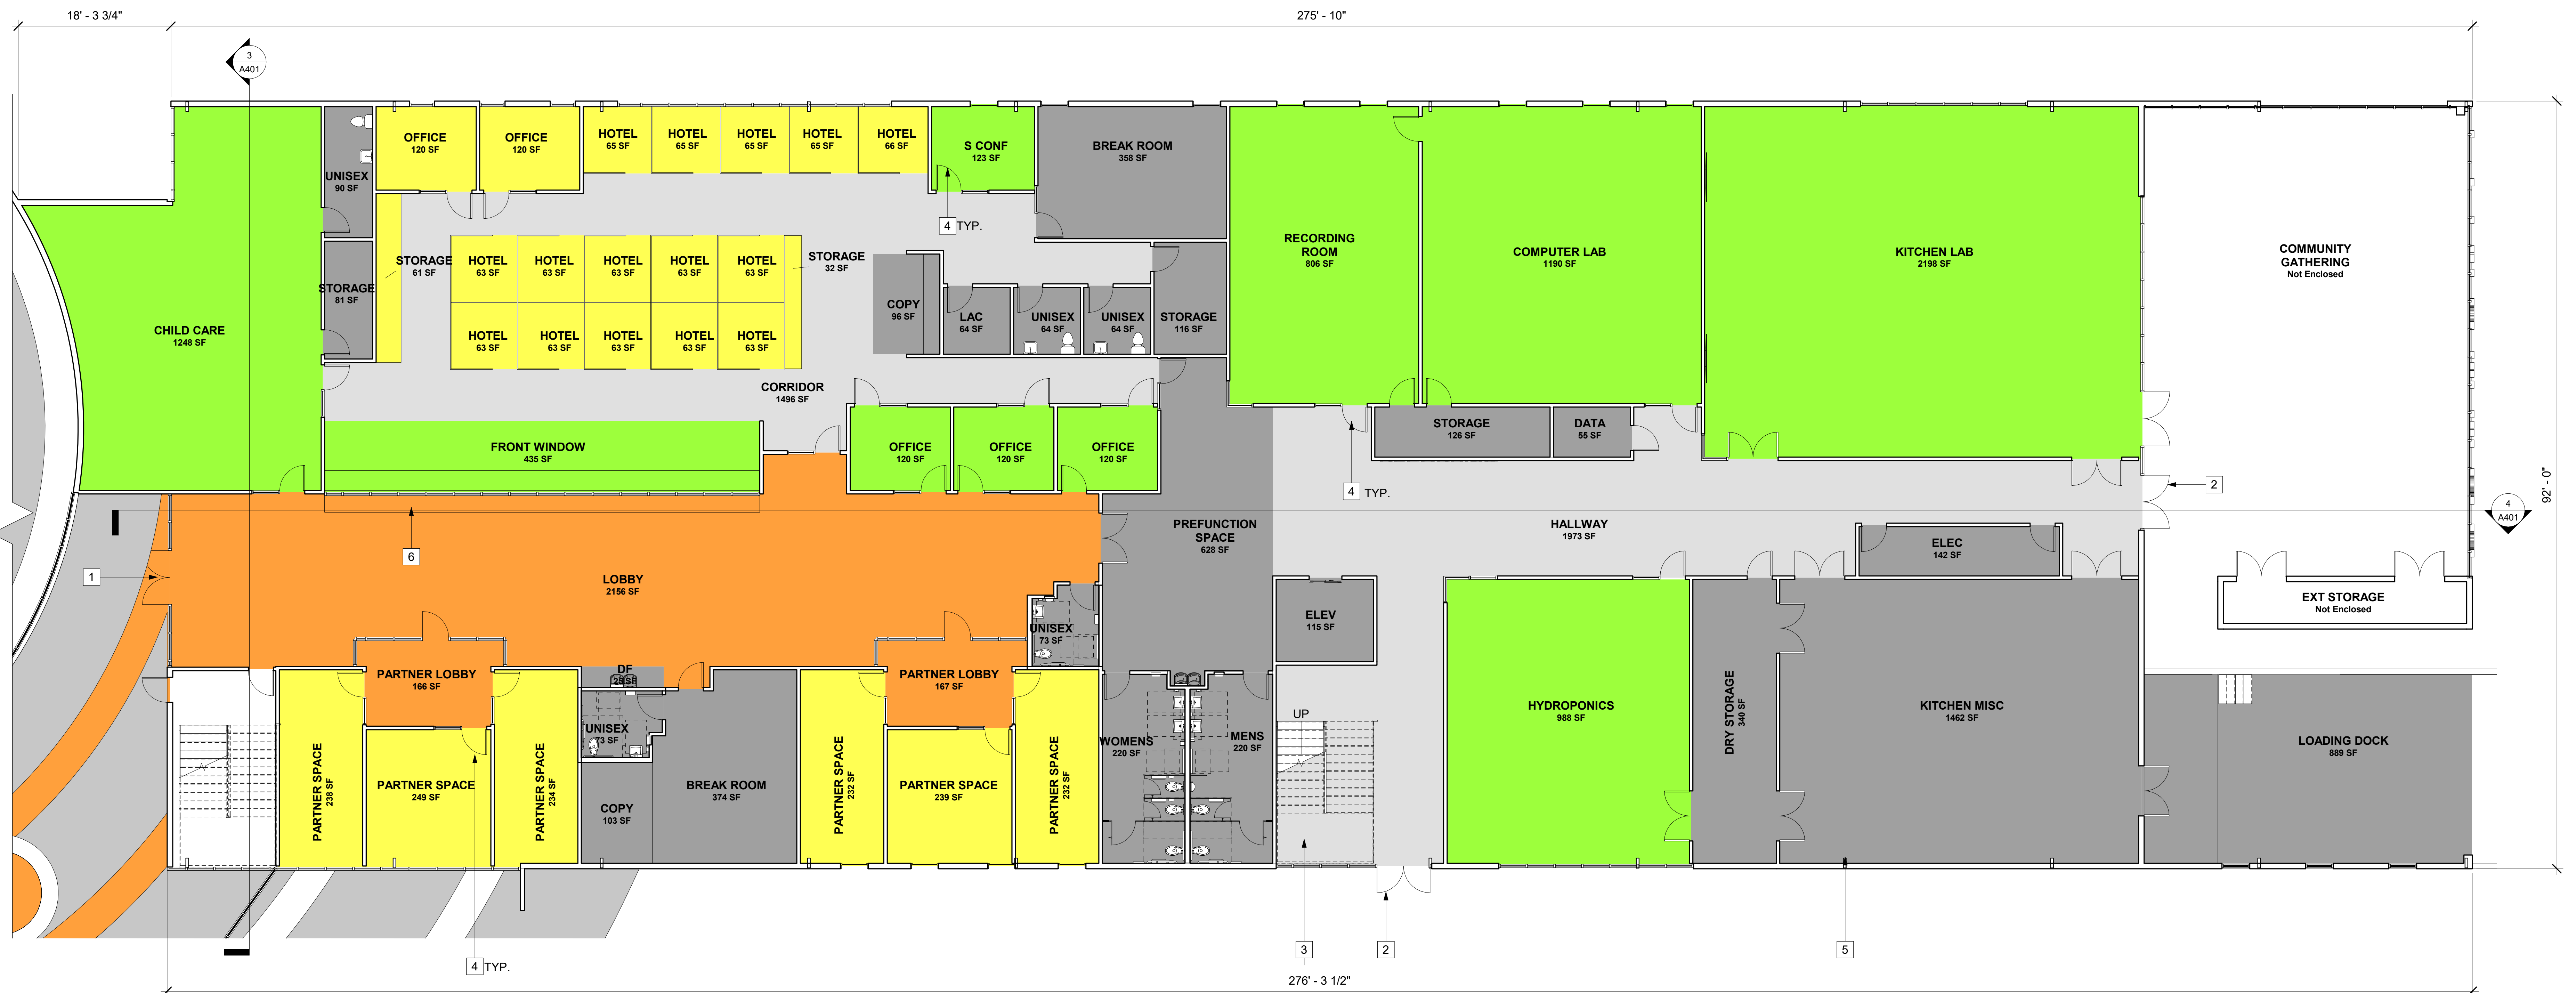 18' - 3 3/4"
275' - 10"
3
A401
OFFICE
120 SF
OFFICE
120 SF
HOTEL
65 SF
HOTEL
65 SF
HOTEL
65 SF
HOTEL
65 SF
HOTEL
66 SF
S CONF
123 SF
BREAK ROOM
358 SF
UNISEX
90 SF
4 TYP.
RECORDING
ROOM
806 SF
COMPUTER LAB
1190 SF
KITCHEN LAB
2198 SF
COMMUNITY
GATHERING
Not Enclosed
STORAGE
61 SF
HOTEL
63 SF
HOTEL
63 SF
HOTEL
63 SF
HOTEL
63 SF
HOTEL
63 SF
STORAGE
32 SF
STORAGE
81 SF
COPY
96 SF
LAC
64 SF
UNISEX
64 SF
UNISEX
64 SF
STORAGE
116 SF
CHILD CARE
1248 SF
HOTEL
63 SF
HOTEL
63 SF
HOTEL
63 SF
HOTEL
63 SF
HOTEL
63 SF
CORRIDOR
1496 SF
FRONT WINDOW
435 SF
OFFICE
120 SF
OFFICE
120 SF
OFFICE
120 SF
STORAGE
126 SF
DATA
55 SF
4 TYP.
2
92' - 0"
4
A401
6
PREFUNCTION
SPACE
628 SF
HALLWAY
1973 SF
ELEC
142 SF
1
LOBBY
2156 SF
EXT STORAGE
Not Enclosed
UNISEX
73 SF
ELEV
115 SF
PARTNER LOBBY
166 SF
DF
25 SF
PARTNER LOBBY
167 SF
HYDROPONICS
988 SF
DRY STORAGE
340 SF
KITCHEN MISC
1462 SF
UP
UNISEX
73 SF
WOMENS
220 SF
MENS
220 SF
LOADING DOCK
889 SF
PARTNER SPACE
238 SF
PARTNER SPACE
249 SF
PARTNER SPACE
234 SF
COPY
103 SF
BREAK ROOM
374 SF
PARTNER SPACE
232 SF
PARTNER SPACE
239 SF
PARTNER SPACE
232 SF
4 TYP.
3
2
5
276' - 3 1/2"